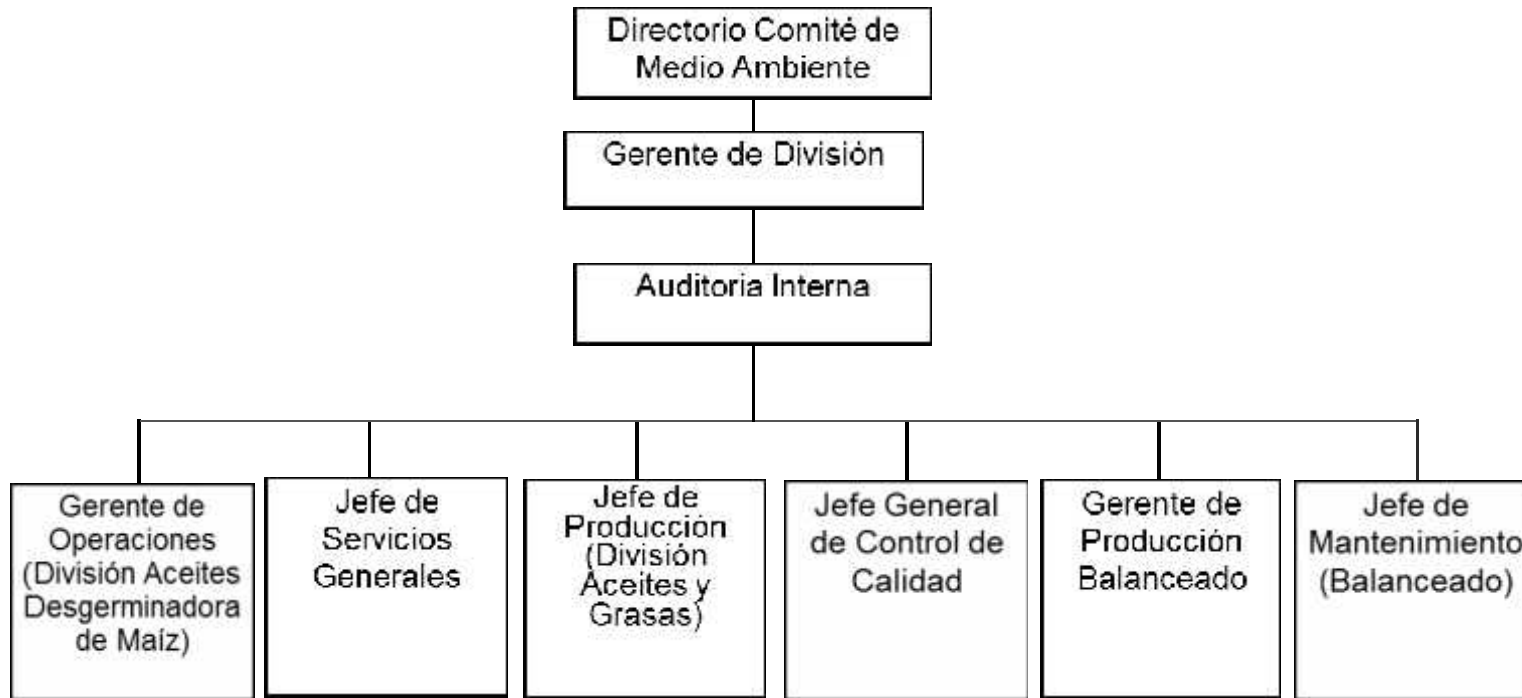 Directorio Comité de
Medio Ambiente
Gerente de División
Auditoria Interna
Gerente de
Operaciones
(División Aceites
Desgerminadora
de Maíz)
Jefe de
Servicios
Generales
Jefe de
Producción
(División
Aceites y
Grasas)
Jefe General
de Control de
Calidad
Gerente de
Producción
Balanceado
Jefe de
Mantenimiento
(Balanceado)